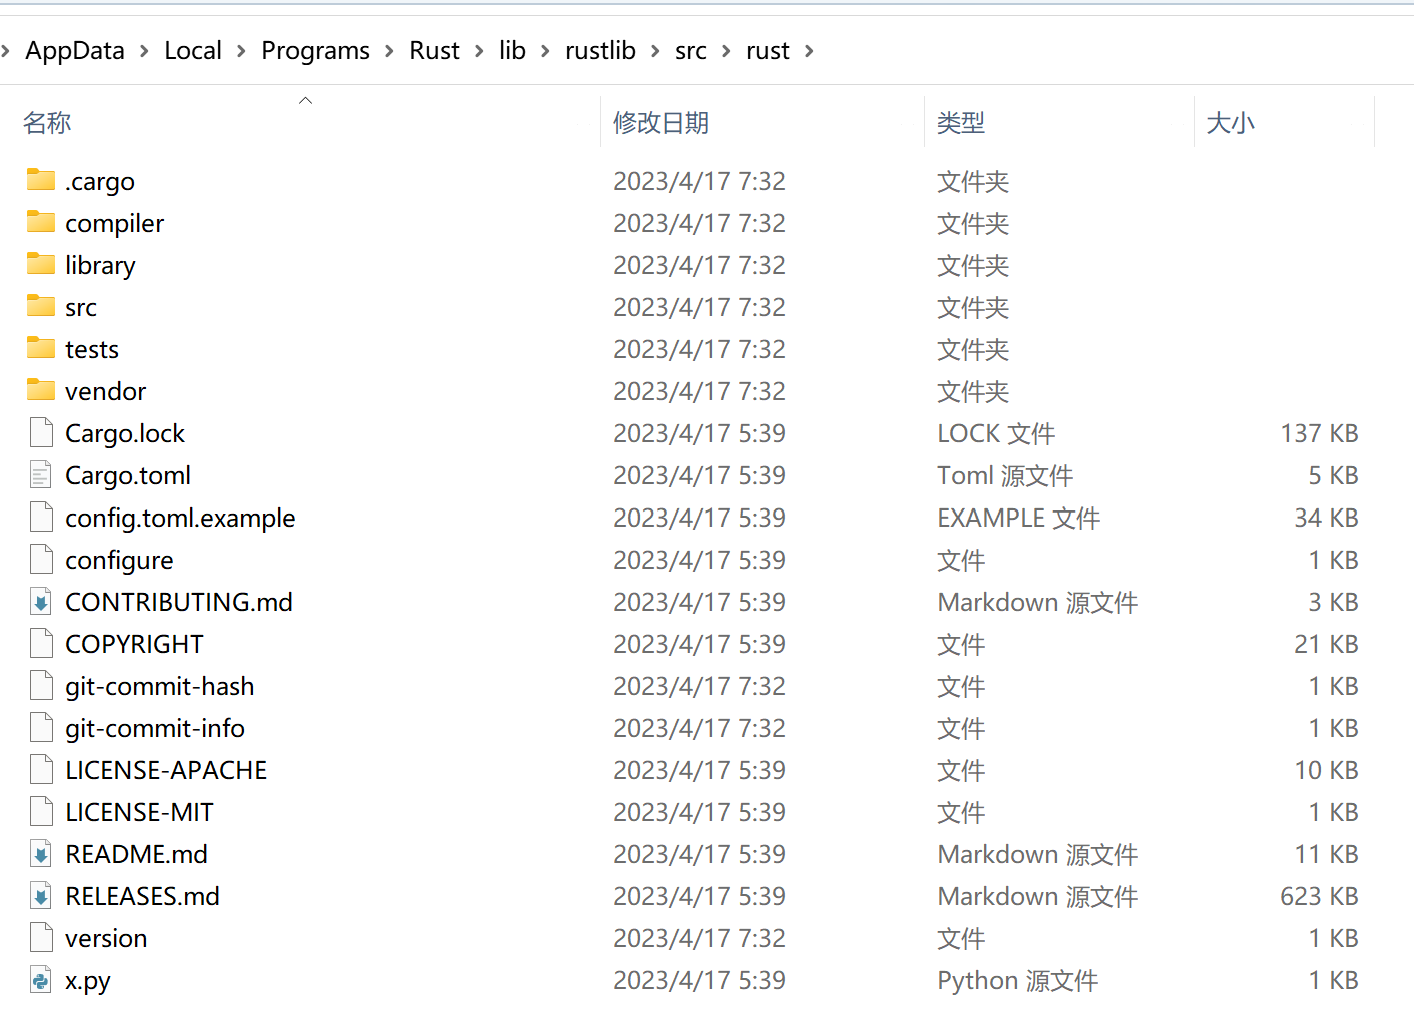 AppData > Local > Programs > Rust > lib > rustlib > src > rust >
名称 修改日期 类型 大小
.cargo 2023/4/17 7:32 文件夹
compiler 2023/4/17 7:32 文件夹
library 2023/4/17 7:32 文件夹
src 2023/4/17 7:32 文件夹
tests 2023/4/17 7:32 文件夹
vendor 2023/4/17 7:32 文件夹
Cargo.lock 2023/4/17 5:39 LOCK 文件 137 KB
Cargo.toml 2023/4/17 5:39 Toml 源文件 5 KB
config.toml.example 2023/4/17 5:39 EXAMPLE 文件 34 KB
configure 2023/4/17 5:39 文件 1 KB
CONTRIBUTING.md 2023/4/17 5:39 Markdown 源文件 3 KB
COPYRIGHT 2023/4/17 5:39 文件 21 KB
git-commit-hash 2023/4/17 7:32 文件 1 KB
git-commit-info 2023/4/17 7:32 文件 1 KB
LICENSE-APACHE 2023/4/17 5:39 文件 10 KB
LICENSE-MIT 2023/4/17 5:39 文件 1 KB
README.md 2023/4/17 5:39 Markdown 源文件 11 KB
RELEASES.md 2023/4/17 5:39 Markdown 源文件 623 KB
version 2023/4/17 7:32 文件 1 KB
x.py 2023/4/17 5:39 Python 源文件 1 KB